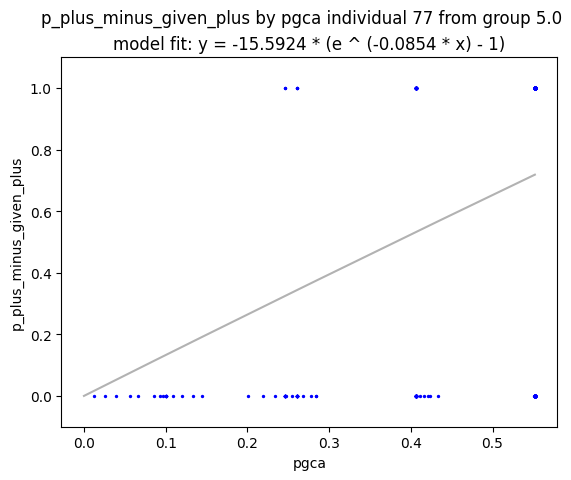 p_plus_minus_given_plus by pgca individual 77 from group 5.0
model fit: y = -15.5924 * (e ^ (-0.0854 * x) - 1)
p_plus_minus_given_plus
1.0
0.8
0.6
0.4
0.2
0.0
0.0 0.1 0.2 0.3 0.4 0.5
pgca